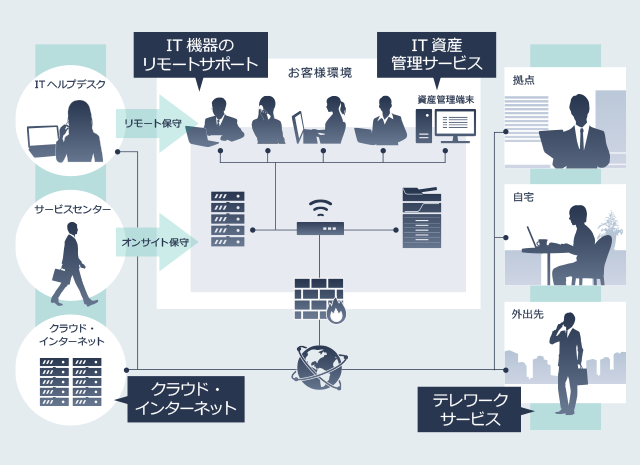 IT 機器の
リモートサポート
IT 資産
管理サービス
お客様環境
ITヘルプデスク
リモート保守
資産管理端末
拠点
サービスセンター
オンサイト保守
自宅
クラウド・
インターネット
外出先
クラウド・
インターネット
テレワーク
サービス